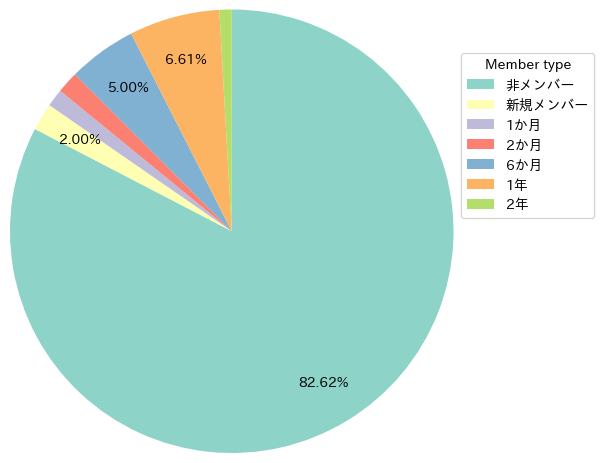 6.61%
5.00%
2.00%
82.62%
Member type
非メンバー
新規メンバー
1か月
2か月
6か月
1年
2年